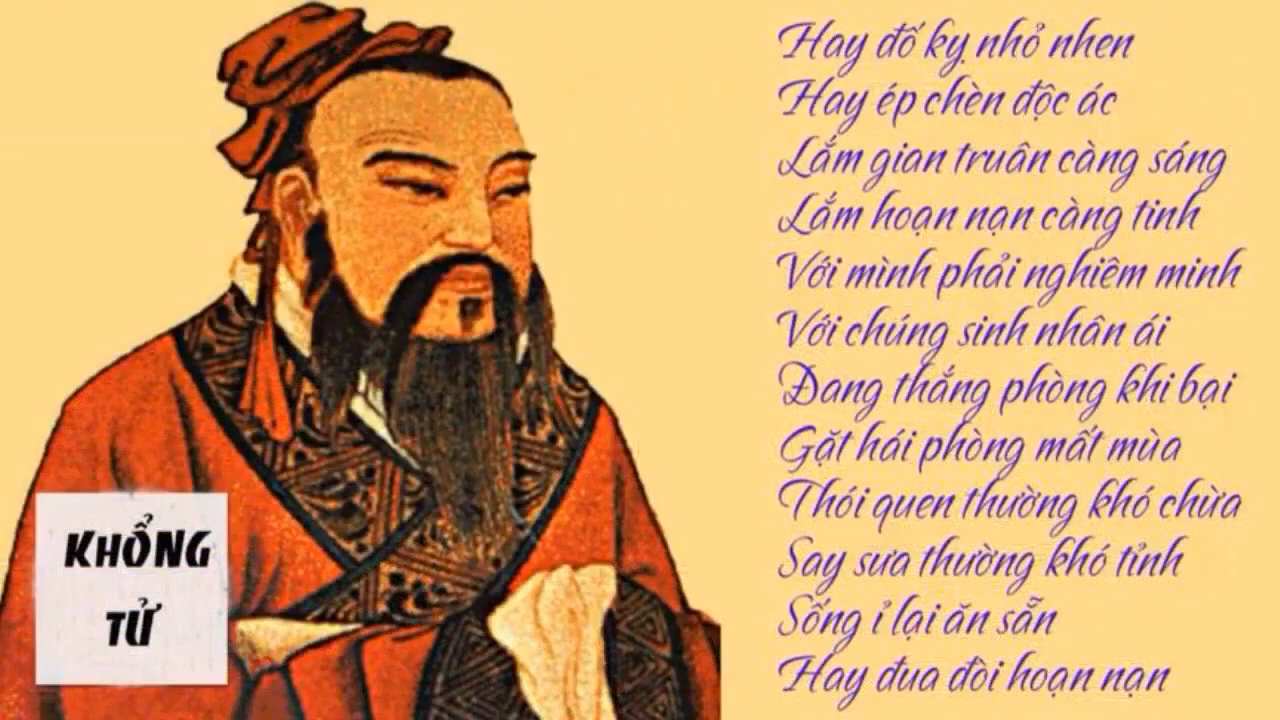 Hay đố kỵ nhỏ nhen
Hay ép chèn độc ác
Lắm gian truân càng sáng
Lắm hoạn nạn càng tinh
Với mình phải nghiêm minh
Với chúng sinh nhân ái
Đang thắng phòng khi bại
Gặt hái phòng mất mùa
Thói quen thường khó chừa
Say sưa thường khó tỉnh
Sống ỉ lại ăn sẵn
Hay đua đòi hoạn nạn
KHỔNG
TỬ